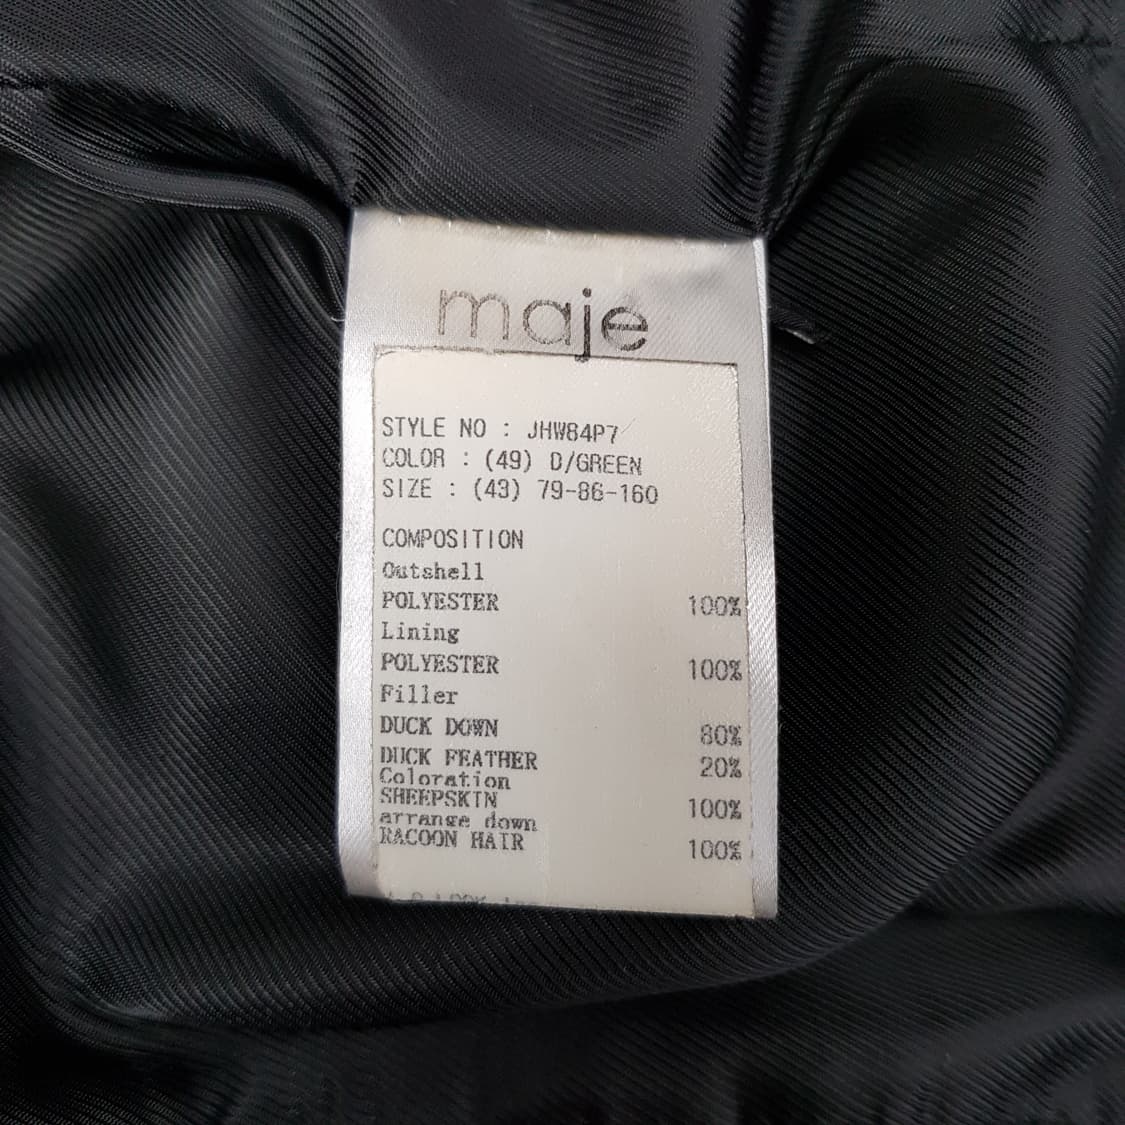 maje
STYLE NO : JHW84P7
COLOR : (49) D/GREEN
SIZE : (43) 79-86-160
COMPOSITION
Outshell
POLYESTER 100%
Lining
POLYESTER 100%
Filler
DUCK DOWN 80%
DUCK FEATHER 20%
Coloration
SHEEPSKIN 100%
arrange down
RACOON HAIR 100%